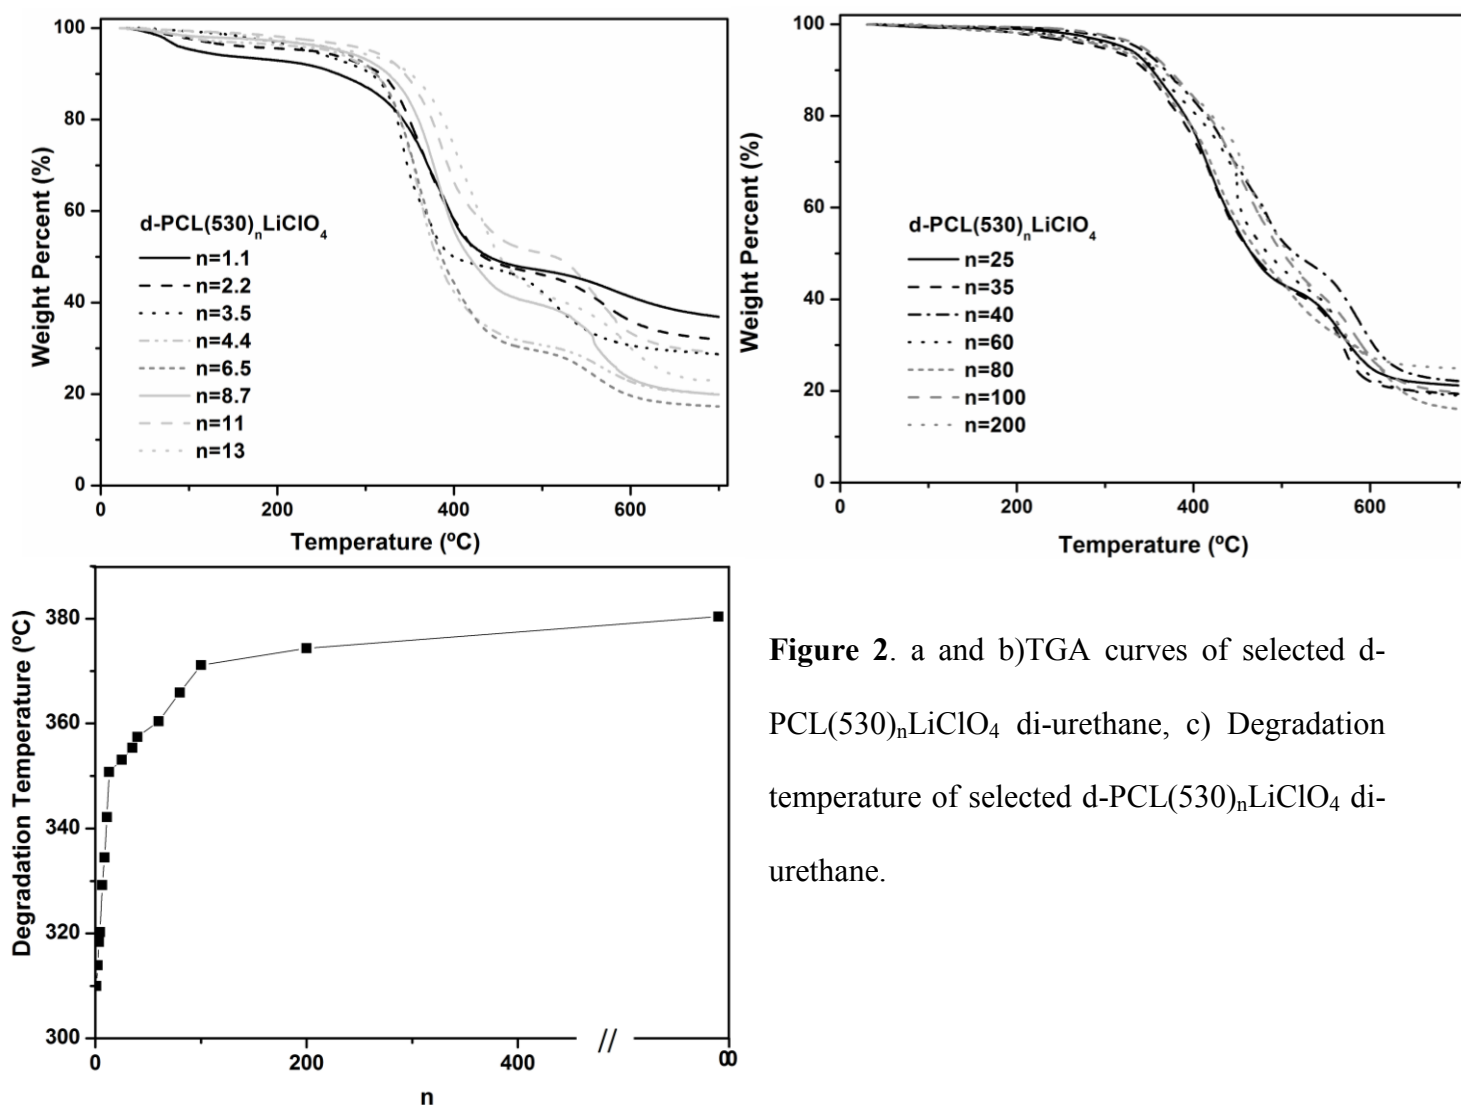 100
80
60
40
20
0
Weight Percent (%)
d-PCL(530)nLiClO4
n=1.1
n=2.2
n=3.5
n=4.4
n=6.5
n=8.7
n=11
n=13
0 200 400 600
Temperature (ºC)
100
80
60
40
20
0
Weight Percent (%)
d-PCL(530)nLiClO4
n=25
n=35
n=40
n=60
n=80
n=100
n=200
0 200 400 600
Temperature (ºC)
380
360
340
320
300
Degradation Temperature (ºC)
0 200 400 // ∞
n
Figure 2. a and b)TGA curves of selected d-
PCL(530)nLiClO4 di-urethane, c) Degradation
temperature of selected d-PCL(530)nLiClO4 di-
urethane.